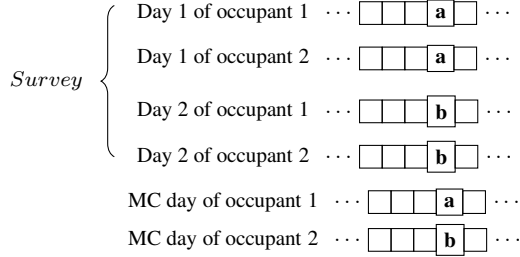 Day 1 of occupant 1 ··· a ···
Day 1 of occupant 2 ··· a ···
Survey
Day 2 of occupant 1 ··· b ···
Day 2 of occupant 2 ··· b ···
MC day of occupant 1 ··· a ···
MC day of occupant 2 ··· b ···